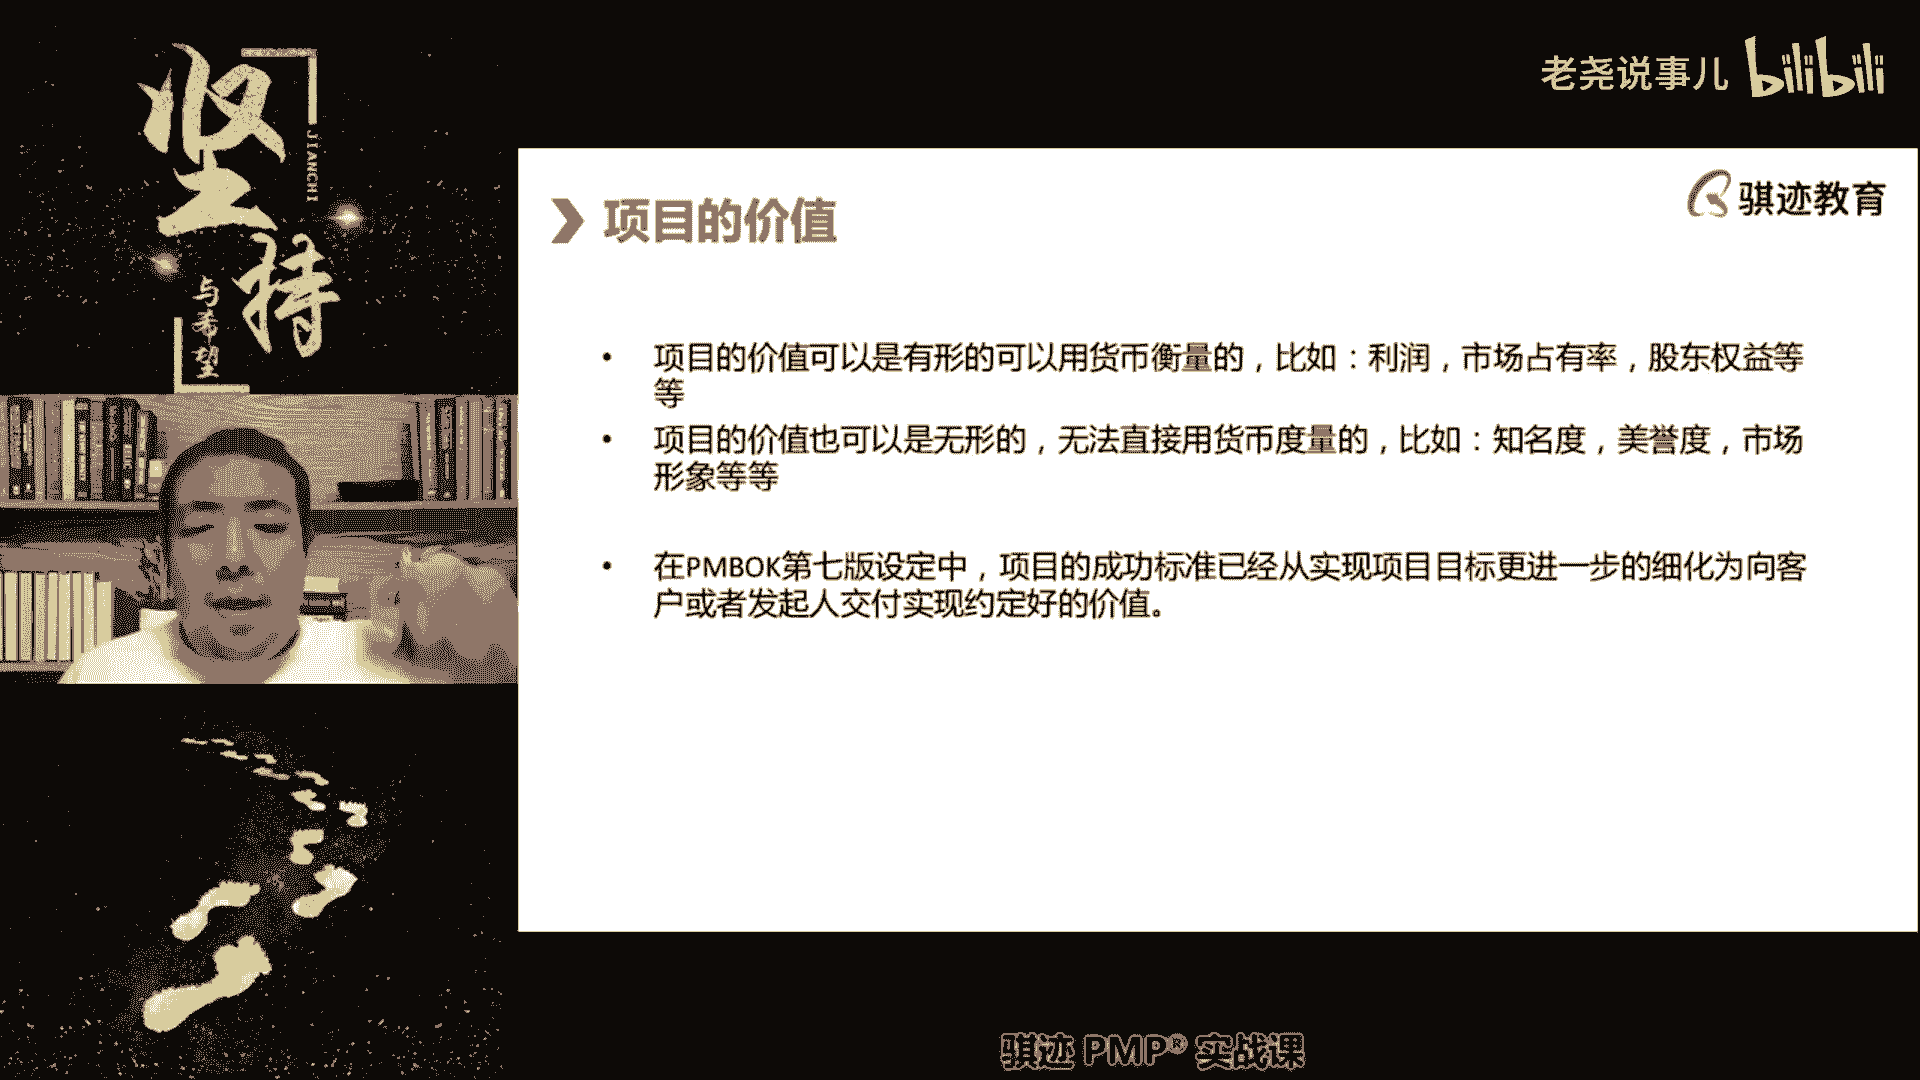 坚持
JIANCHI
与希望
老尧说事儿 bilibili
骐迹教育
项目的价值
• 项目的价值可以是有形的可以用货币衡量的，比如：利润，市场占有率，股东权益等
等
• 项目的价值也可以是无形的，无法直接用货币度量的，比如：知名度，美誉度，市场
形象等等
• 在PMBOK第七版设定中，项目的成功标准已经从实现项目目标更进一步的细化为向客
户或者发起人交付实现约定好的价值。
骐迹 PMP® 实战课